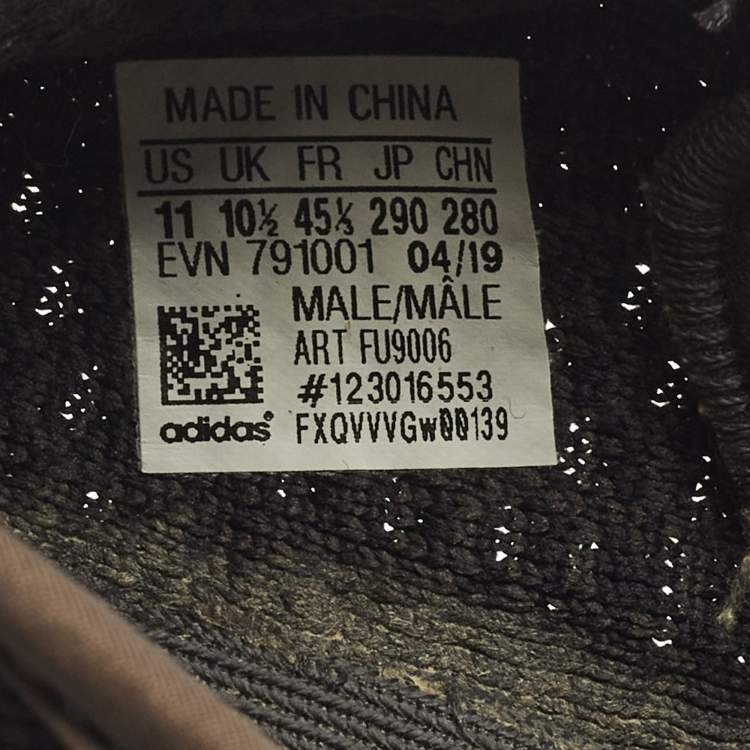 MADE IN CHINA
US UK FR JP CHN
11 10½ 45⅓ 290 280
EVN 791001 04/19
MALE/MÂLE
ART FU9006
#123016553
adidas® FXQVVVGw00139